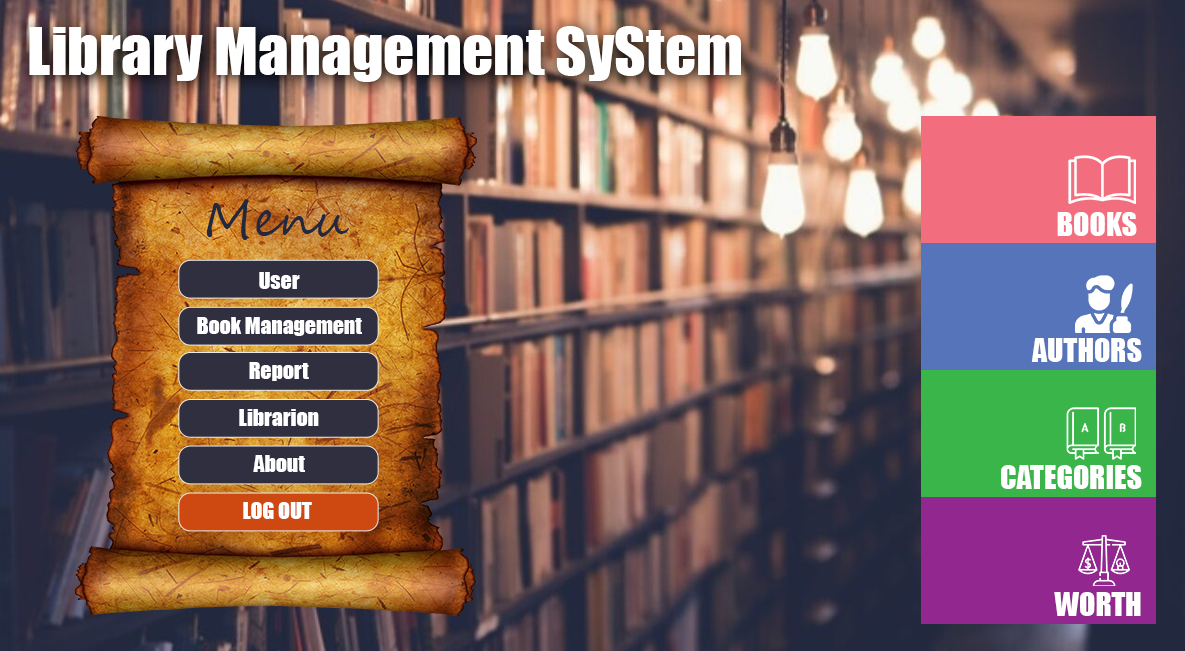 Library Management SyStem
Menu
User
Book Management
Report
Librarion
About
LOG OUT
BOOKS
AUTHORS
A B
CATEGORIES
$
WORTH